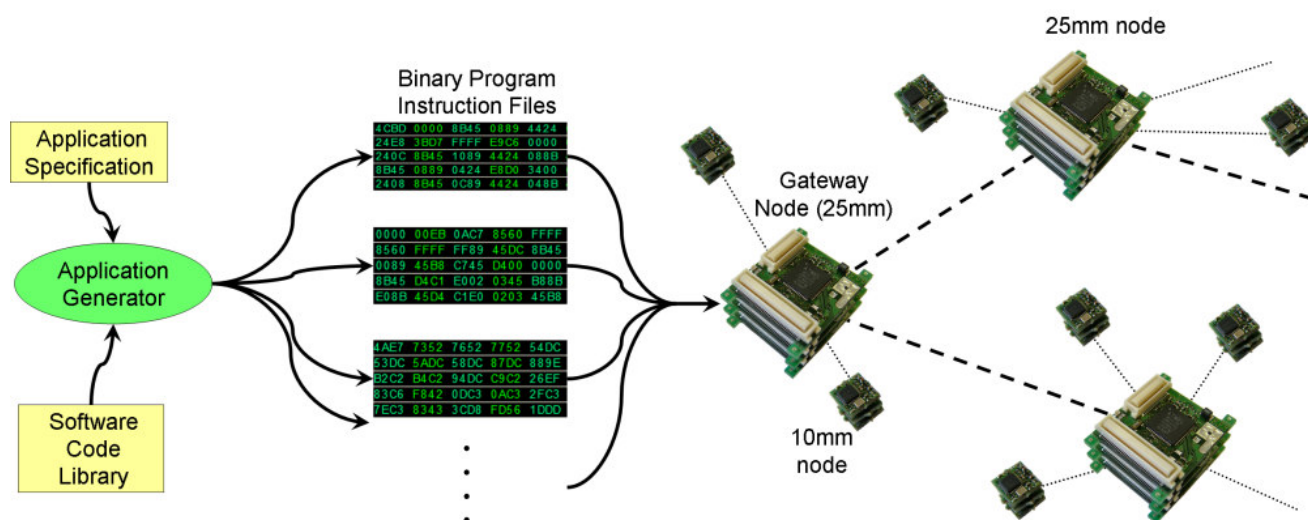 25mm node
Binary Program
Instruction Files
4CBD 0000 8B45 0889 4424
24E8 3BD7 FFFF E9C6 0000
240C 8B45 1089 4424 088B
8B45 0889 0424 E8D0 3400
2408 8B45 0C89 4424 048B
Application
Specification
Gateway
Node (25mm)
0000 00EB 0AC7 8560 FFFF
8560 FFFF FF89 45DC 8B45
0089 45B8 C745 D400 0000
8B45 D4C1 E002 0345 B88B
E08B 45D4 C1E0 0203 45B8
Application
Generator
4AE7 7352 7652 7752 54DC
53DC 5ADC 58DC 87DC 889E
B2C2 B4C2 94DC C9C2 26EF
83C6 F842 0DC3 0AC3 2FC3
7EC3 8343 3CD8 FD56 1DDD
Software
Code
Library
10mm
node